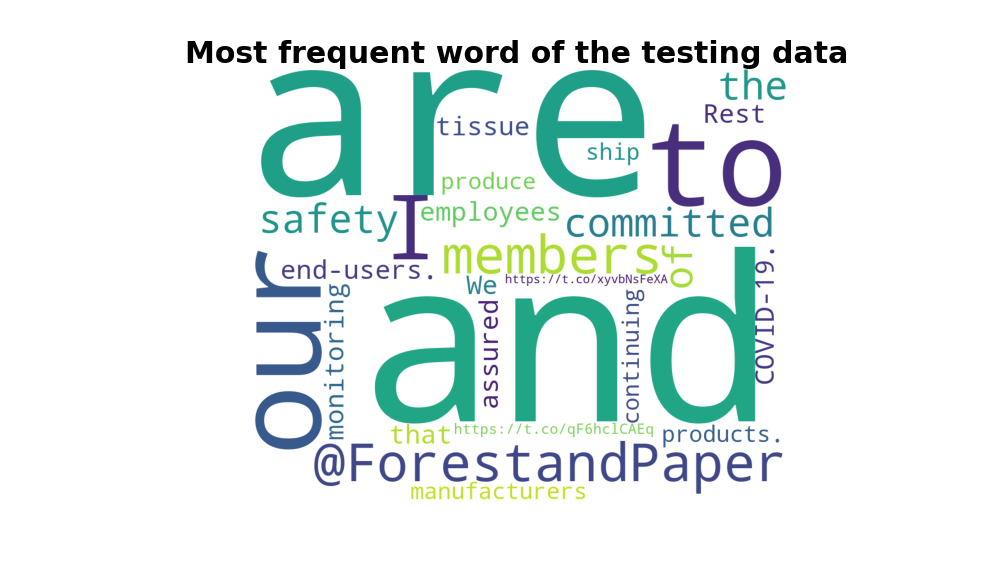 Most frequent word of the testing data
are
the
Rest
tissue
to
ship
produce
I
employees
safety
committed
members
of
our
end-users.
We
https://t.co/xyvbNsFeXA
COVID-19.
monitoring
and
assured
continuing
that
https://t.co/qF6hclCAEq
products.
@ForestandPaper
manufacturers